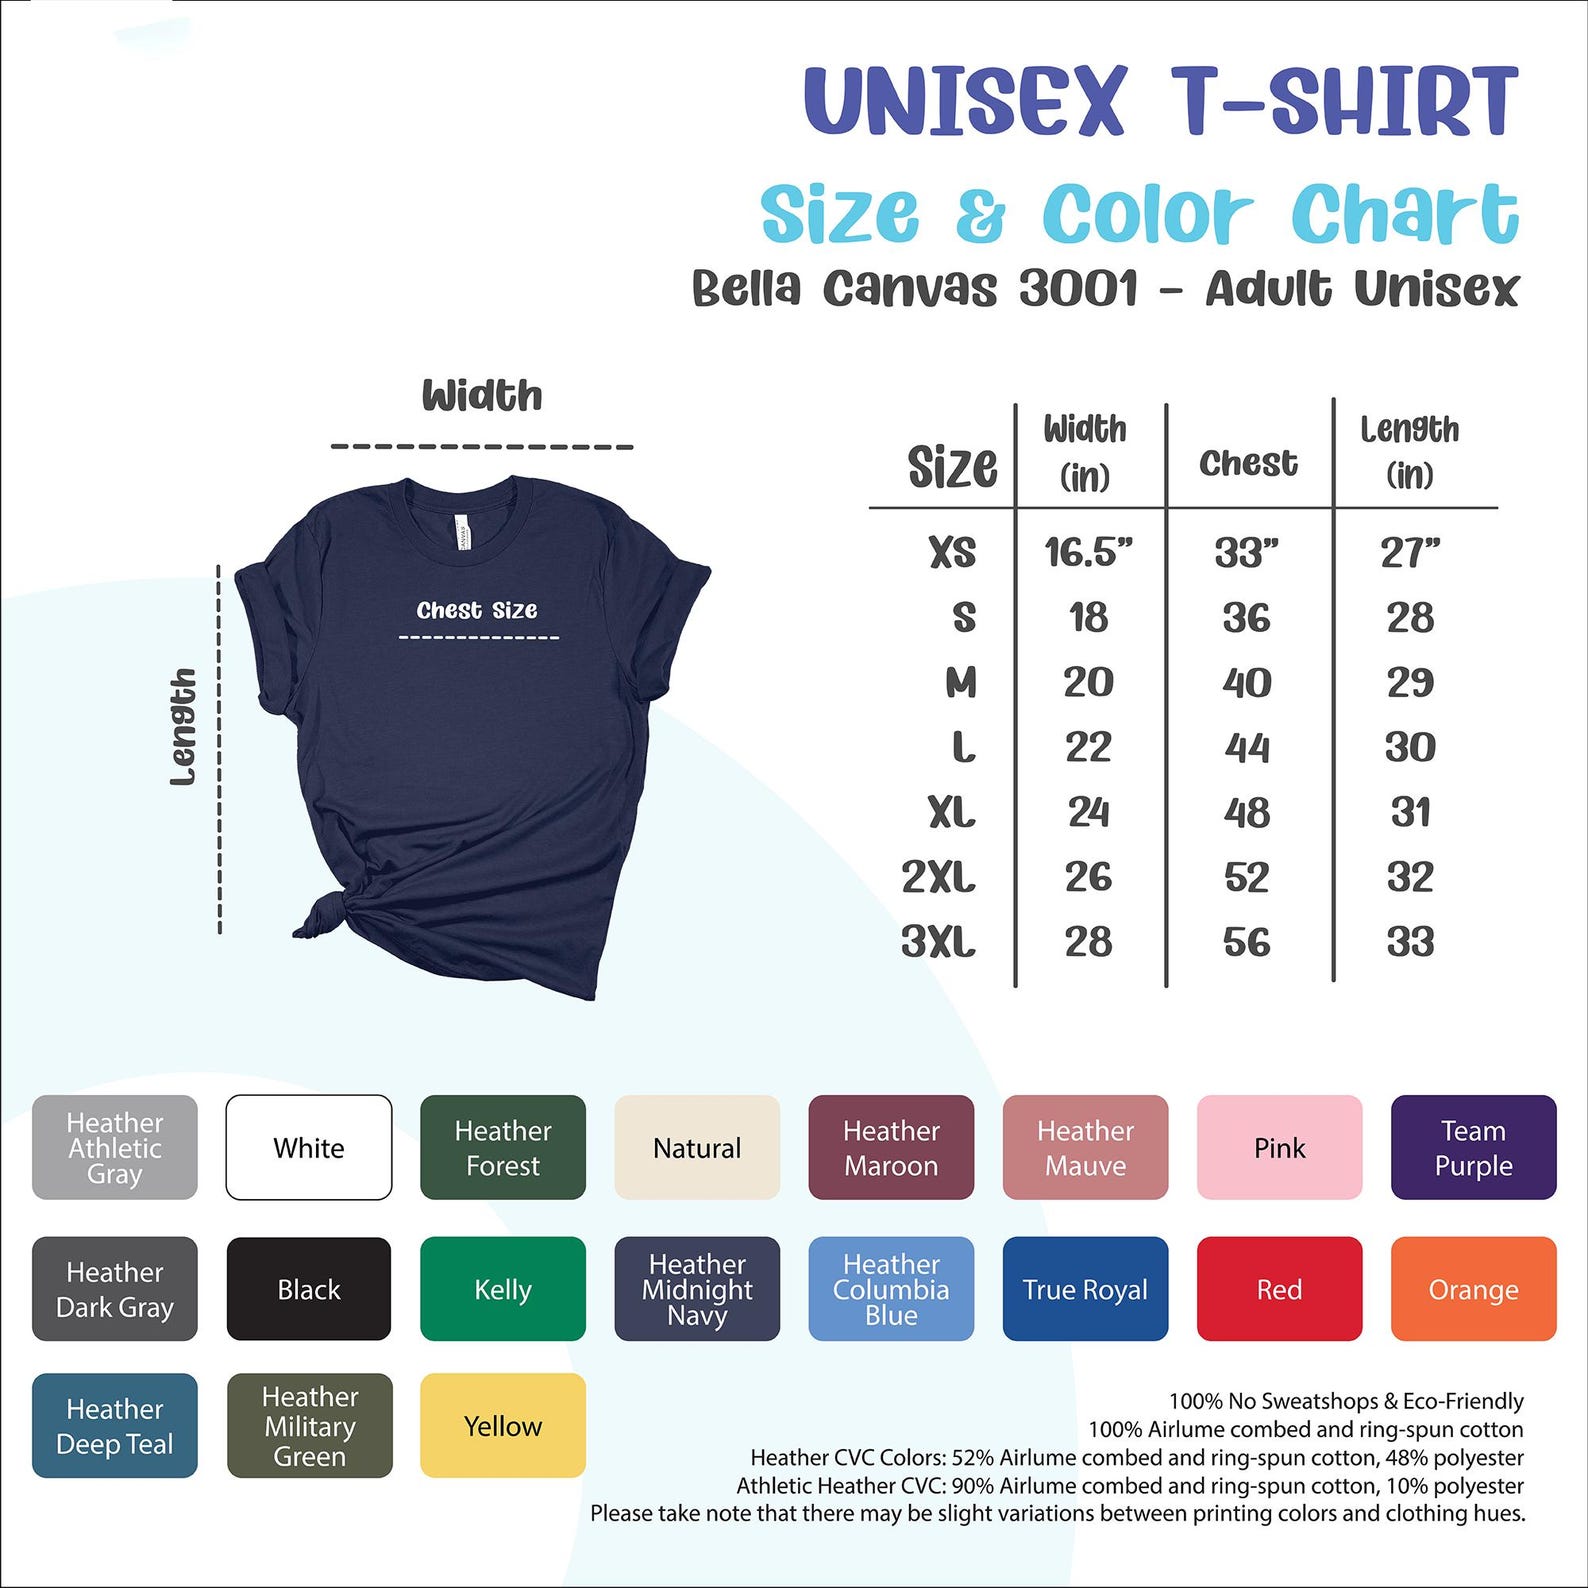 UNISEX T-SHIRT
Size & Color Chart
Bella Canvas 3001 - Adult Unisex
Width
CANVAS
Chest Size
Length
Size Width (in) Chest Length (in)
XS 16.5” 33” 27”
S 18 36 28
M 20 40 29
L 22 44 30
XL 24 48 31
2XL 26 52 32
3XL 28 56 33
Heather
Athletic
Gray
White
Heather
Forest
Natural
Heather
Maroon
Heather
Mauve
Pink
Team
Purple
Heather
Dark Gray
Black
Kelly
Heather
Midnight
Navy
Heather
Columbia
Blue
True Royal
Red
Orange
Heather
Deep Teal
Heather
Military
Green
Yellow
100% No Sweatshops & Eco-Friendly
100% Airlume combed and ring-spun cotton
Heather CVC Colors: 52% Airlume combed and ring-spun cotton, 48% polyester
Athletic Heather CVC: 90% Airlume combed and ring-spun cotton, 10% polyester
Please take note that there may be slight variations between printing colors and clothing hues.